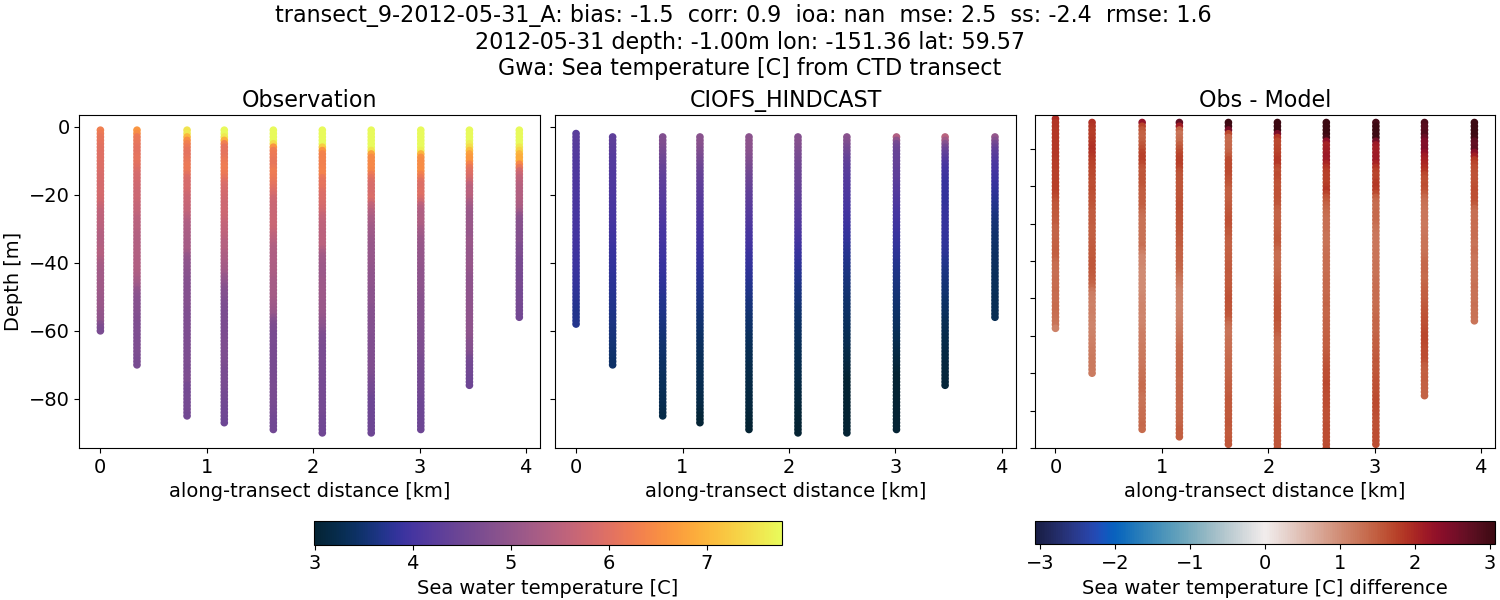 transect_9-2012-05-31_A: bias: -1.5 corr: 0.9 ioa: nan mse: 2.5 ss: -2.4 rmse: 1.6
2012-05-31 depth: -1.00m lon: -151.36 lat: 59.57
Gwa: Sea temperature [C] from CTD transect
Observation
CIOFS_HINDCAST
Obs - Model
Depth [m]
0
−20
−40
−60
−80
0 1 2 3 4
0 1 2 3 4
0 1 2 3 4
along-transect distance [km]
along-transect distance [km]
along-transect distance [km]
3 4 5 6 7
Sea water temperature [C]
−3 −2 −1 0 1 2 3
Sea water temperature [C] difference